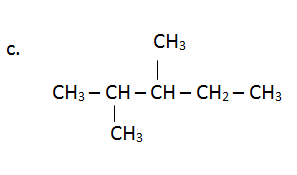 CH₃
c.
CH₃ – CH – CH – CH₂ – CH₃
CH₃